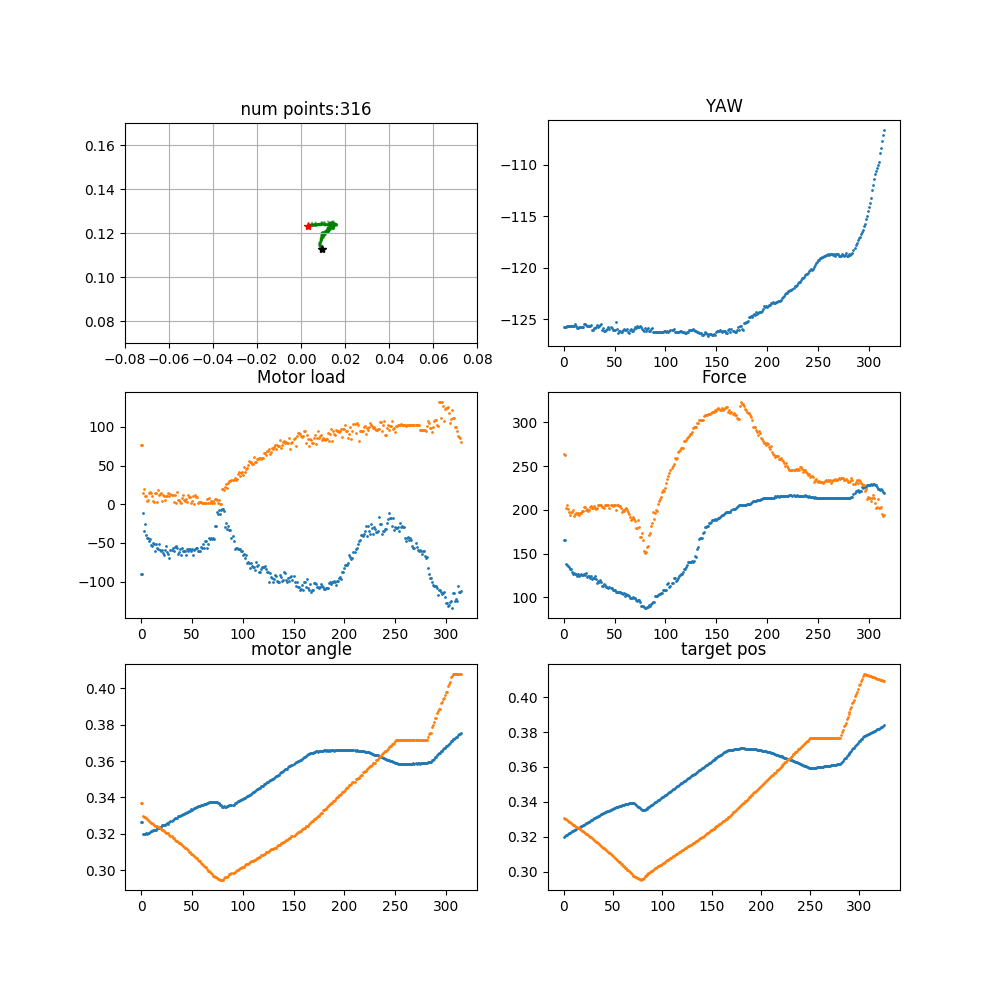 num points:316
YAW
0.16
0.14
0.12
0.10
0.08
−0.08 −0.06 −0.04 −0.02 0.00 0.02 0.04 0.06 0.08
−110
−115
−120
−125
0 50 100 150 200 250 300
Motor load
Force
100
50
0
−50
−100
0 50 100 150 200 250 300
300
250
200
150
100
0 50 100 150 200 250 300
motor angle
target pos
0.40
0.38
0.36
0.34
0.32
0.30
0 50 100 150 200 250 300
0.40
0.38
0.36
0.34
0.32
0.30
0 50 100 150 200 250 300